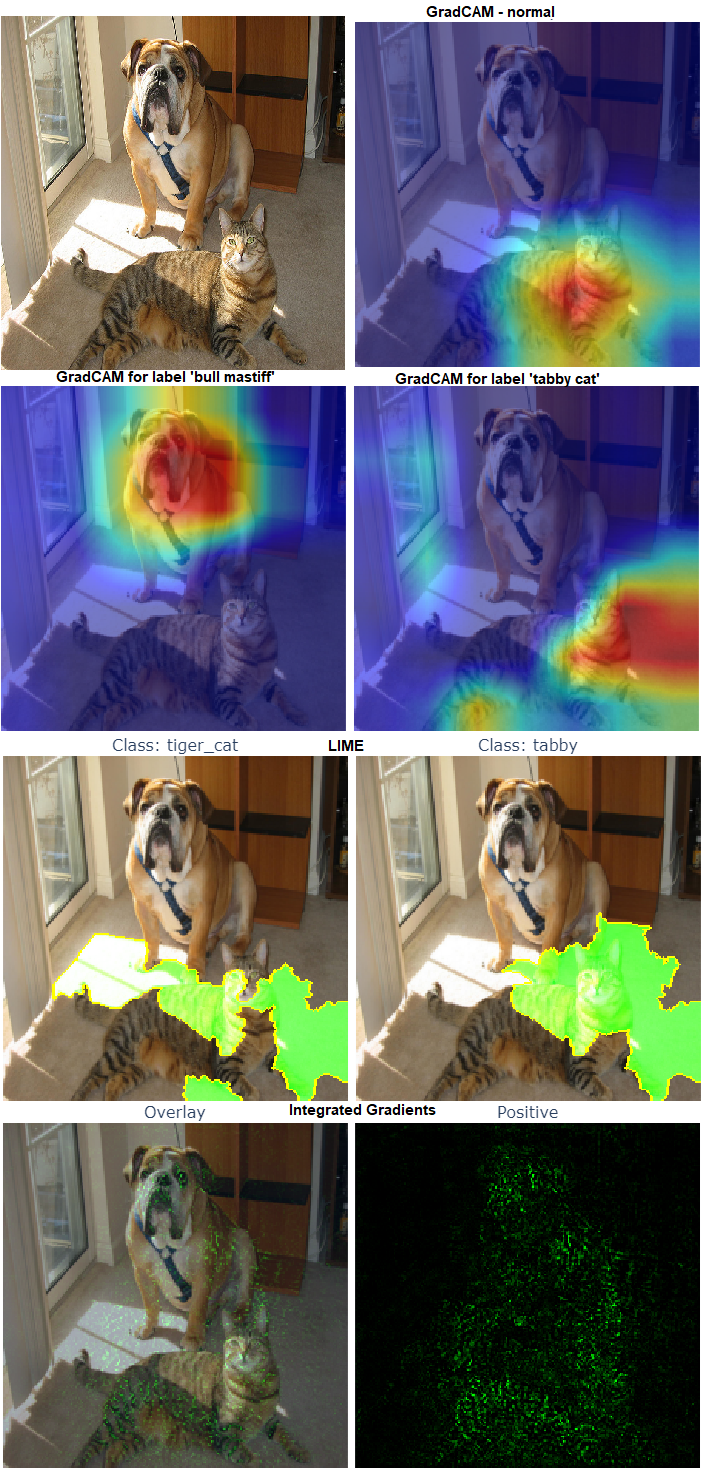 GradCAM - normal
GradCAM for label 'bull mastiff'
GradCAM for label 'tabby cat'
Class: tiger_cat
LIME
Class: tabby
Overlay
Integrated Gradients
Positive